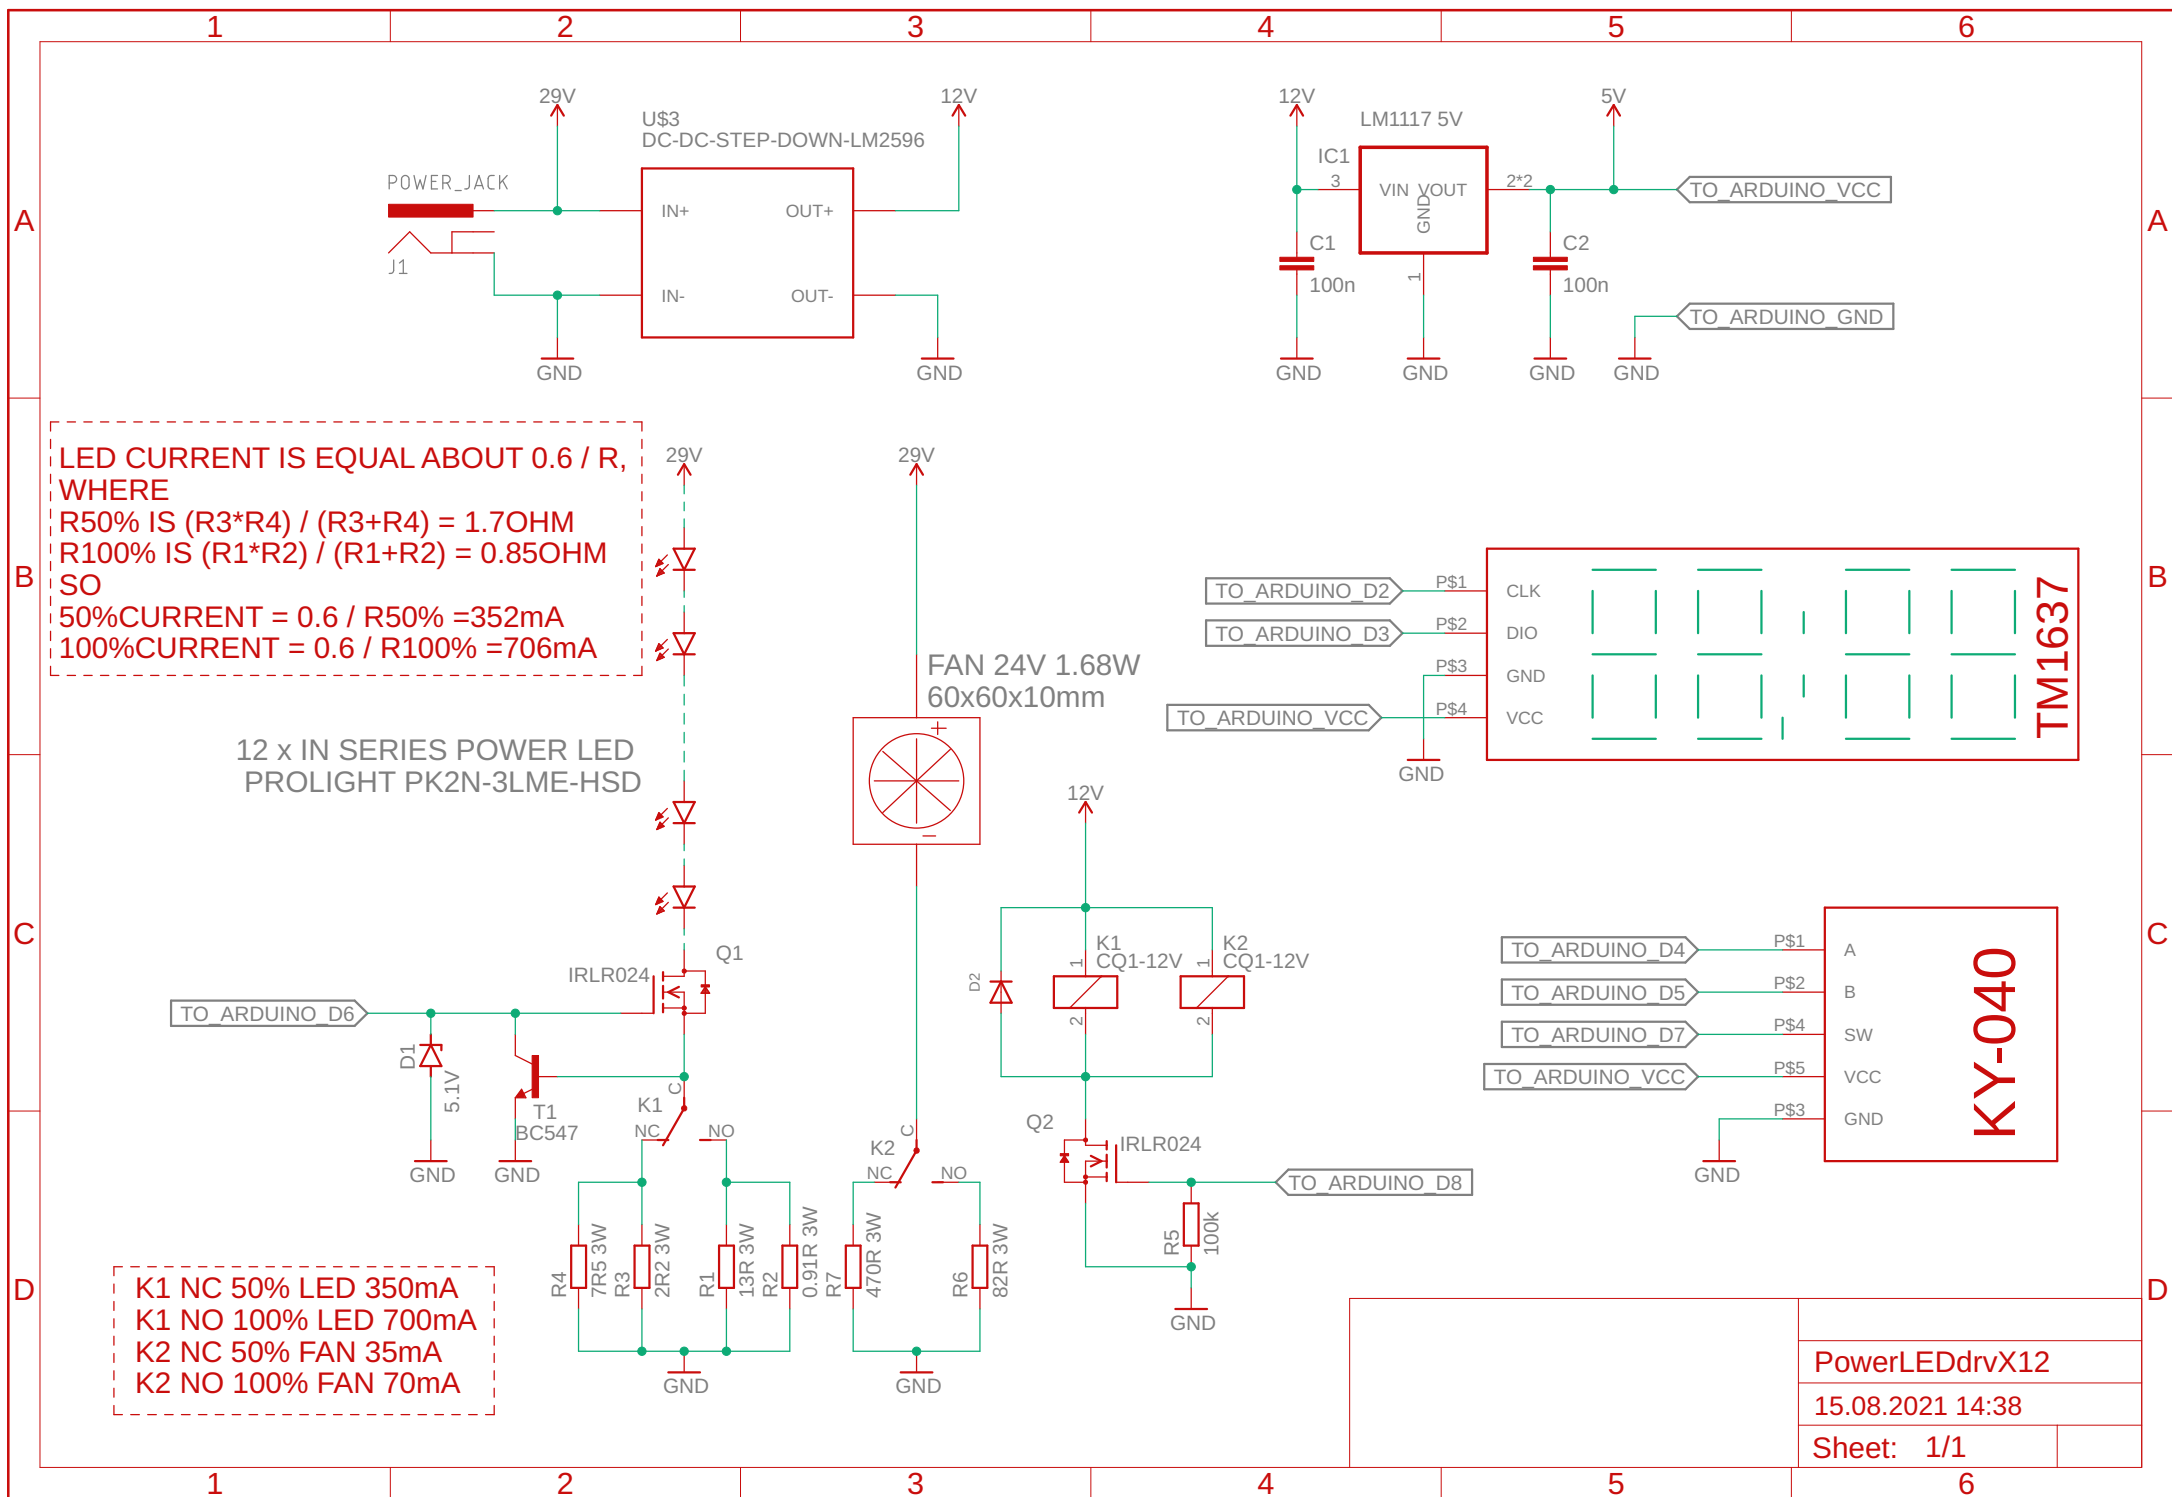 1 2 3 4 5 6
A A
B B
C C
D D
29V
12V
U$3
DC-DC-STEP-DOWN-LM2596
POWER_JACK
J1
IN+ OUT+
IN- OUT-
GND
GND
12V
LM1117 5V
5V
IC1
3 VIN VOUT 2*2
GND
1
TO_ARDUINO_VCC
C1
100n
C2
100n
TO_ARDUINO_GND
GND
GND
GND
GND
LED CURRENT IS EQUAL ABOUT 0.6 / R,
WHERE
R50% IS (R3*R4) / (R3+R4) = 1.7OHM
R100% IS (R1*R2) / (R1+R2) = 0.85OHM
SO
50%CURRENT = 0.6 / R50% =352mA
100%CURRENT = 0.6 / R100% =706mA
29V
29V
12 x IN SERIES POWER LED
PROLIGHT PK2N-3LME-HSD
FAN 24V 1.68W
60x60x10mm
+
−
TO_ARDUINO_D2 P$1 CLK
TO_ARDUINO_D3 P$2 DIO
P$3 GND
TO_ARDUINO_VCC P$4 VCC
GND
TM1637
12V
D2
K1
CQ1-12V
1
2
K2
CQ1-12V
1
2
TO_ARDUINO_D4 P$1 A
TO_ARDUINO_D5 P$2 B
TO_ARDUINO_D7 P$4 SW
TO_ARDUINO_VCC P$5 VCC
P$3 GND
GND
KY-040
Q1
IRLR024
TO_ARDUINO_D6
D1
5.1V
T1
BC547
GND
GND
K1
C
NC NO
K2
C
NC NO
Q2
IRLR024
TO_ARDUINO_D8
R5
100k
GND
R4
7R5 3W
R3
2R2 3W
R1
13R 3W
R2
0.91R 3W
R7
470R 3W
R6
82R 3W
GND
GND
K1 NC 50% LED 350mA
K1 NO 100% LED 700mA
K2 NC 50% FAN 35mA
K2 NO 100% FAN 70mA
PowerLEDdrvX12
15.08.2021 14:38
Sheet: 1/1
1 2 3 4 5 6